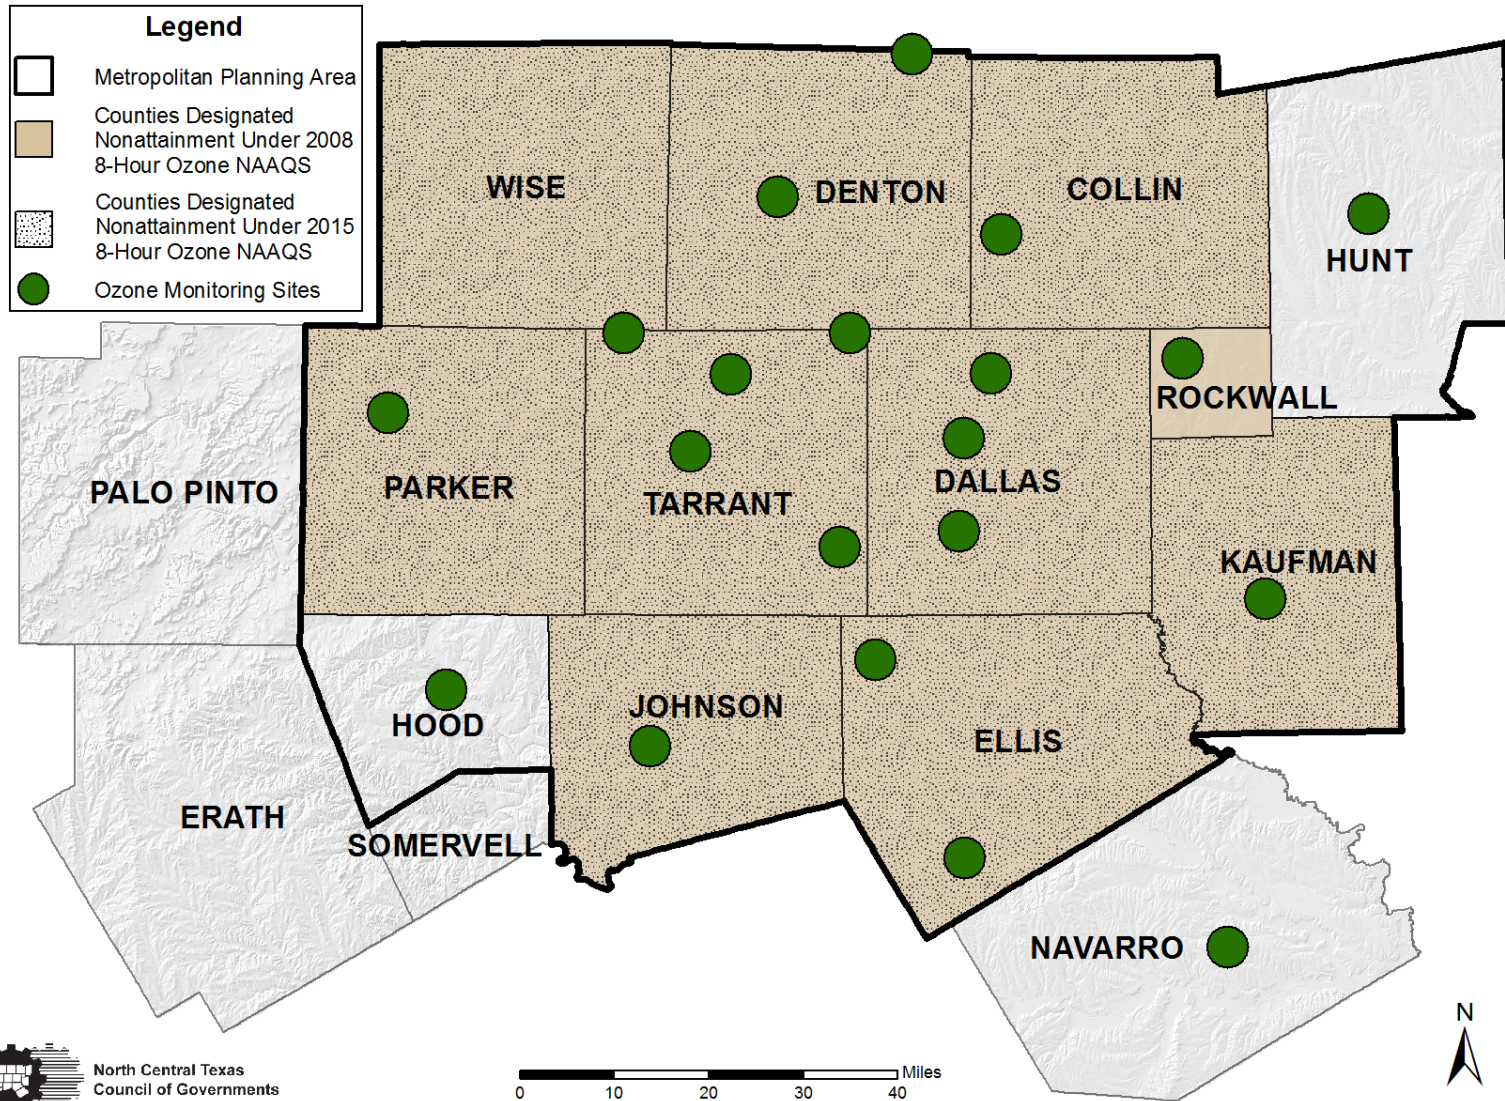 Legend
Metropolitan Planning Area
Counties Designated
Nonattainment Under 2008
8-Hour Ozone NAAQS
Counties Designated
Nonattainment Under 2015
8-Hour Ozone NAAQS
Ozone Monitoring Sites
WISE
DENTON
COLLIN
HUNT
ROCKWALL
PALO PINTO
PARKER
TARRANT
DALLAS
KAUFMAN
HOOD
JOHNSON
ELLIS
ERATH
SOMERVELL
NAVARRO
N
North Central Texas
Council of Governments
Miles
0 10 20 30 40